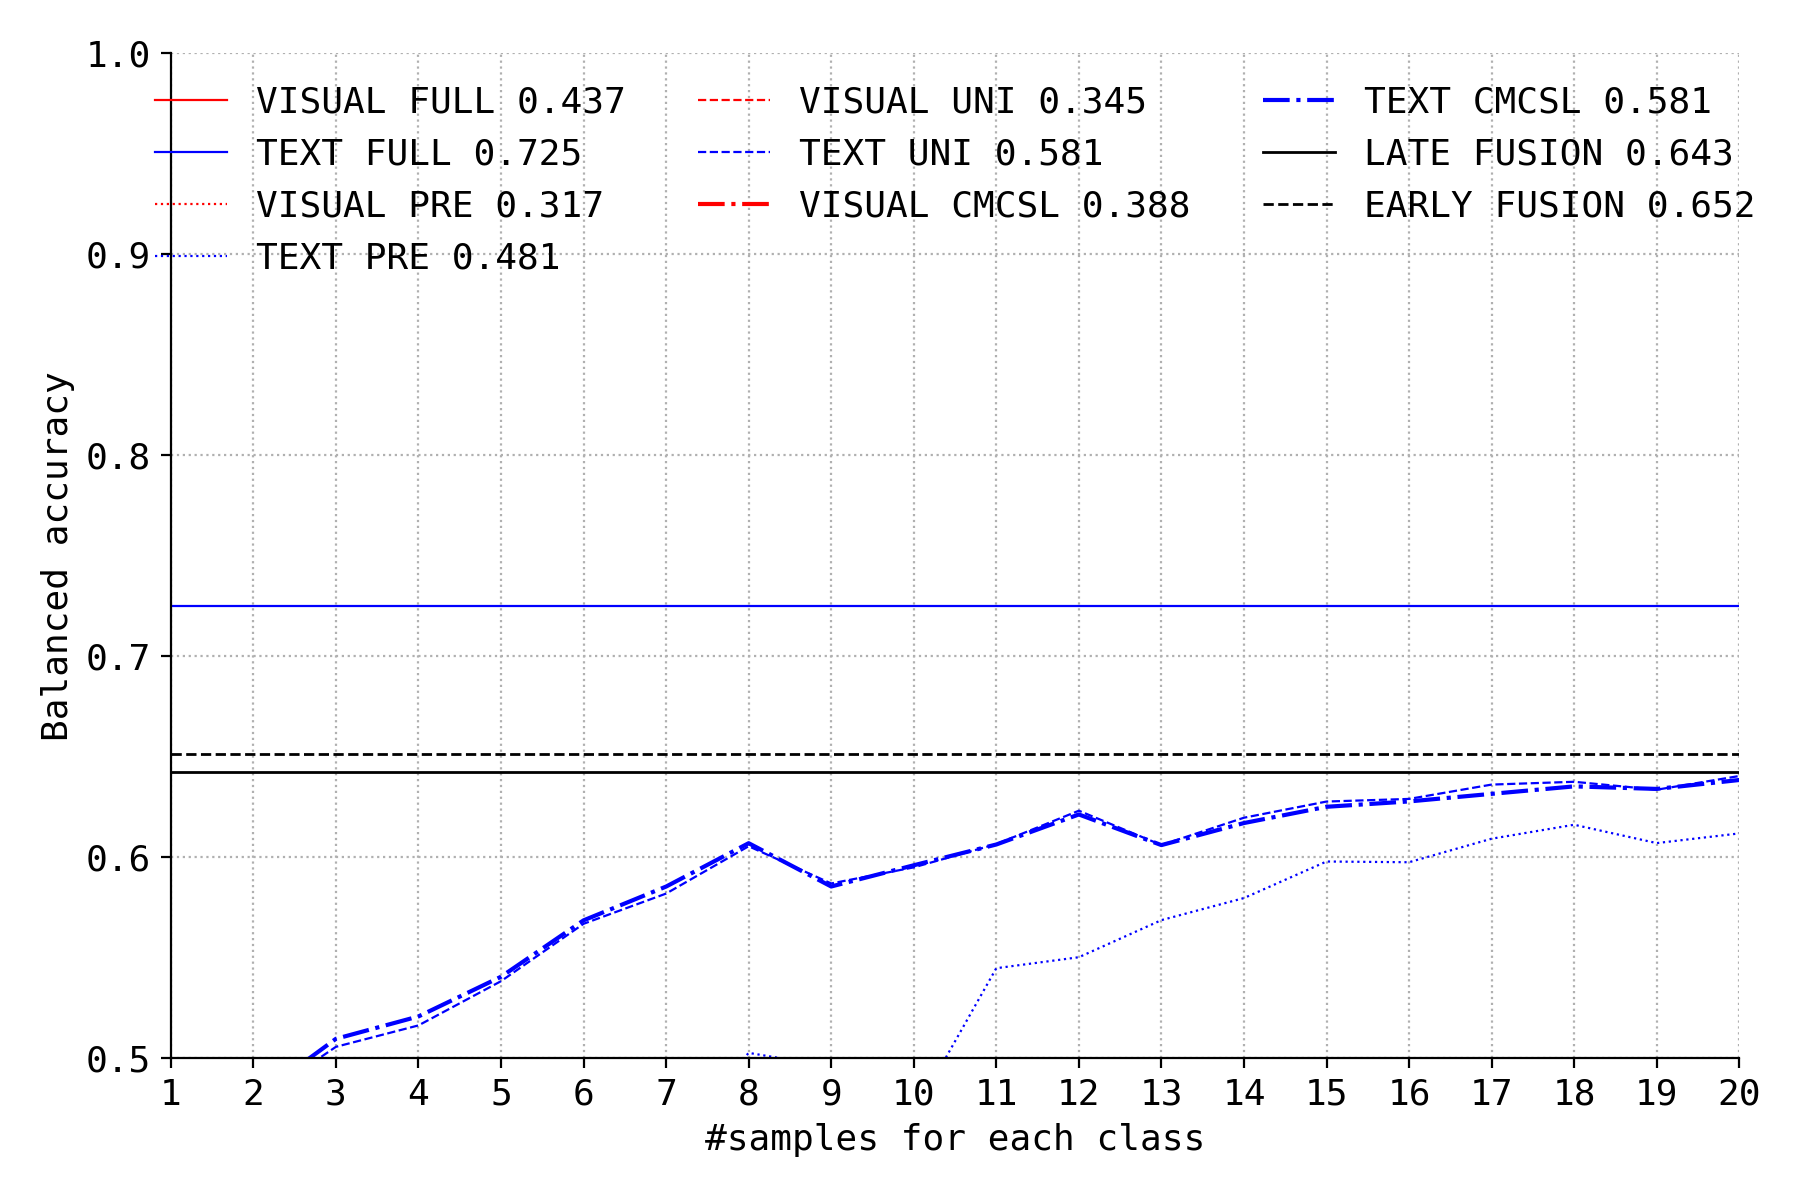 1.0
VISUAL FULL 0.437
TEXT FULL 0.725
VISUAL PRE 0.317
TEXT PRE 0.481
VISUAL UNI 0.345
TEXT UNI 0.581
VISUAL CMCSL 0.388
TEXT CMCSL 0.581
LATE FUSION 0.643
EARLY FUSION 0.652
0.9
0.8
0.7
0.6
0.5
Balanced accuracy
1 2 3 4 5 6 7 8 9 10 11 12 13 14 15 16 17 18 19 20
#samples for each class